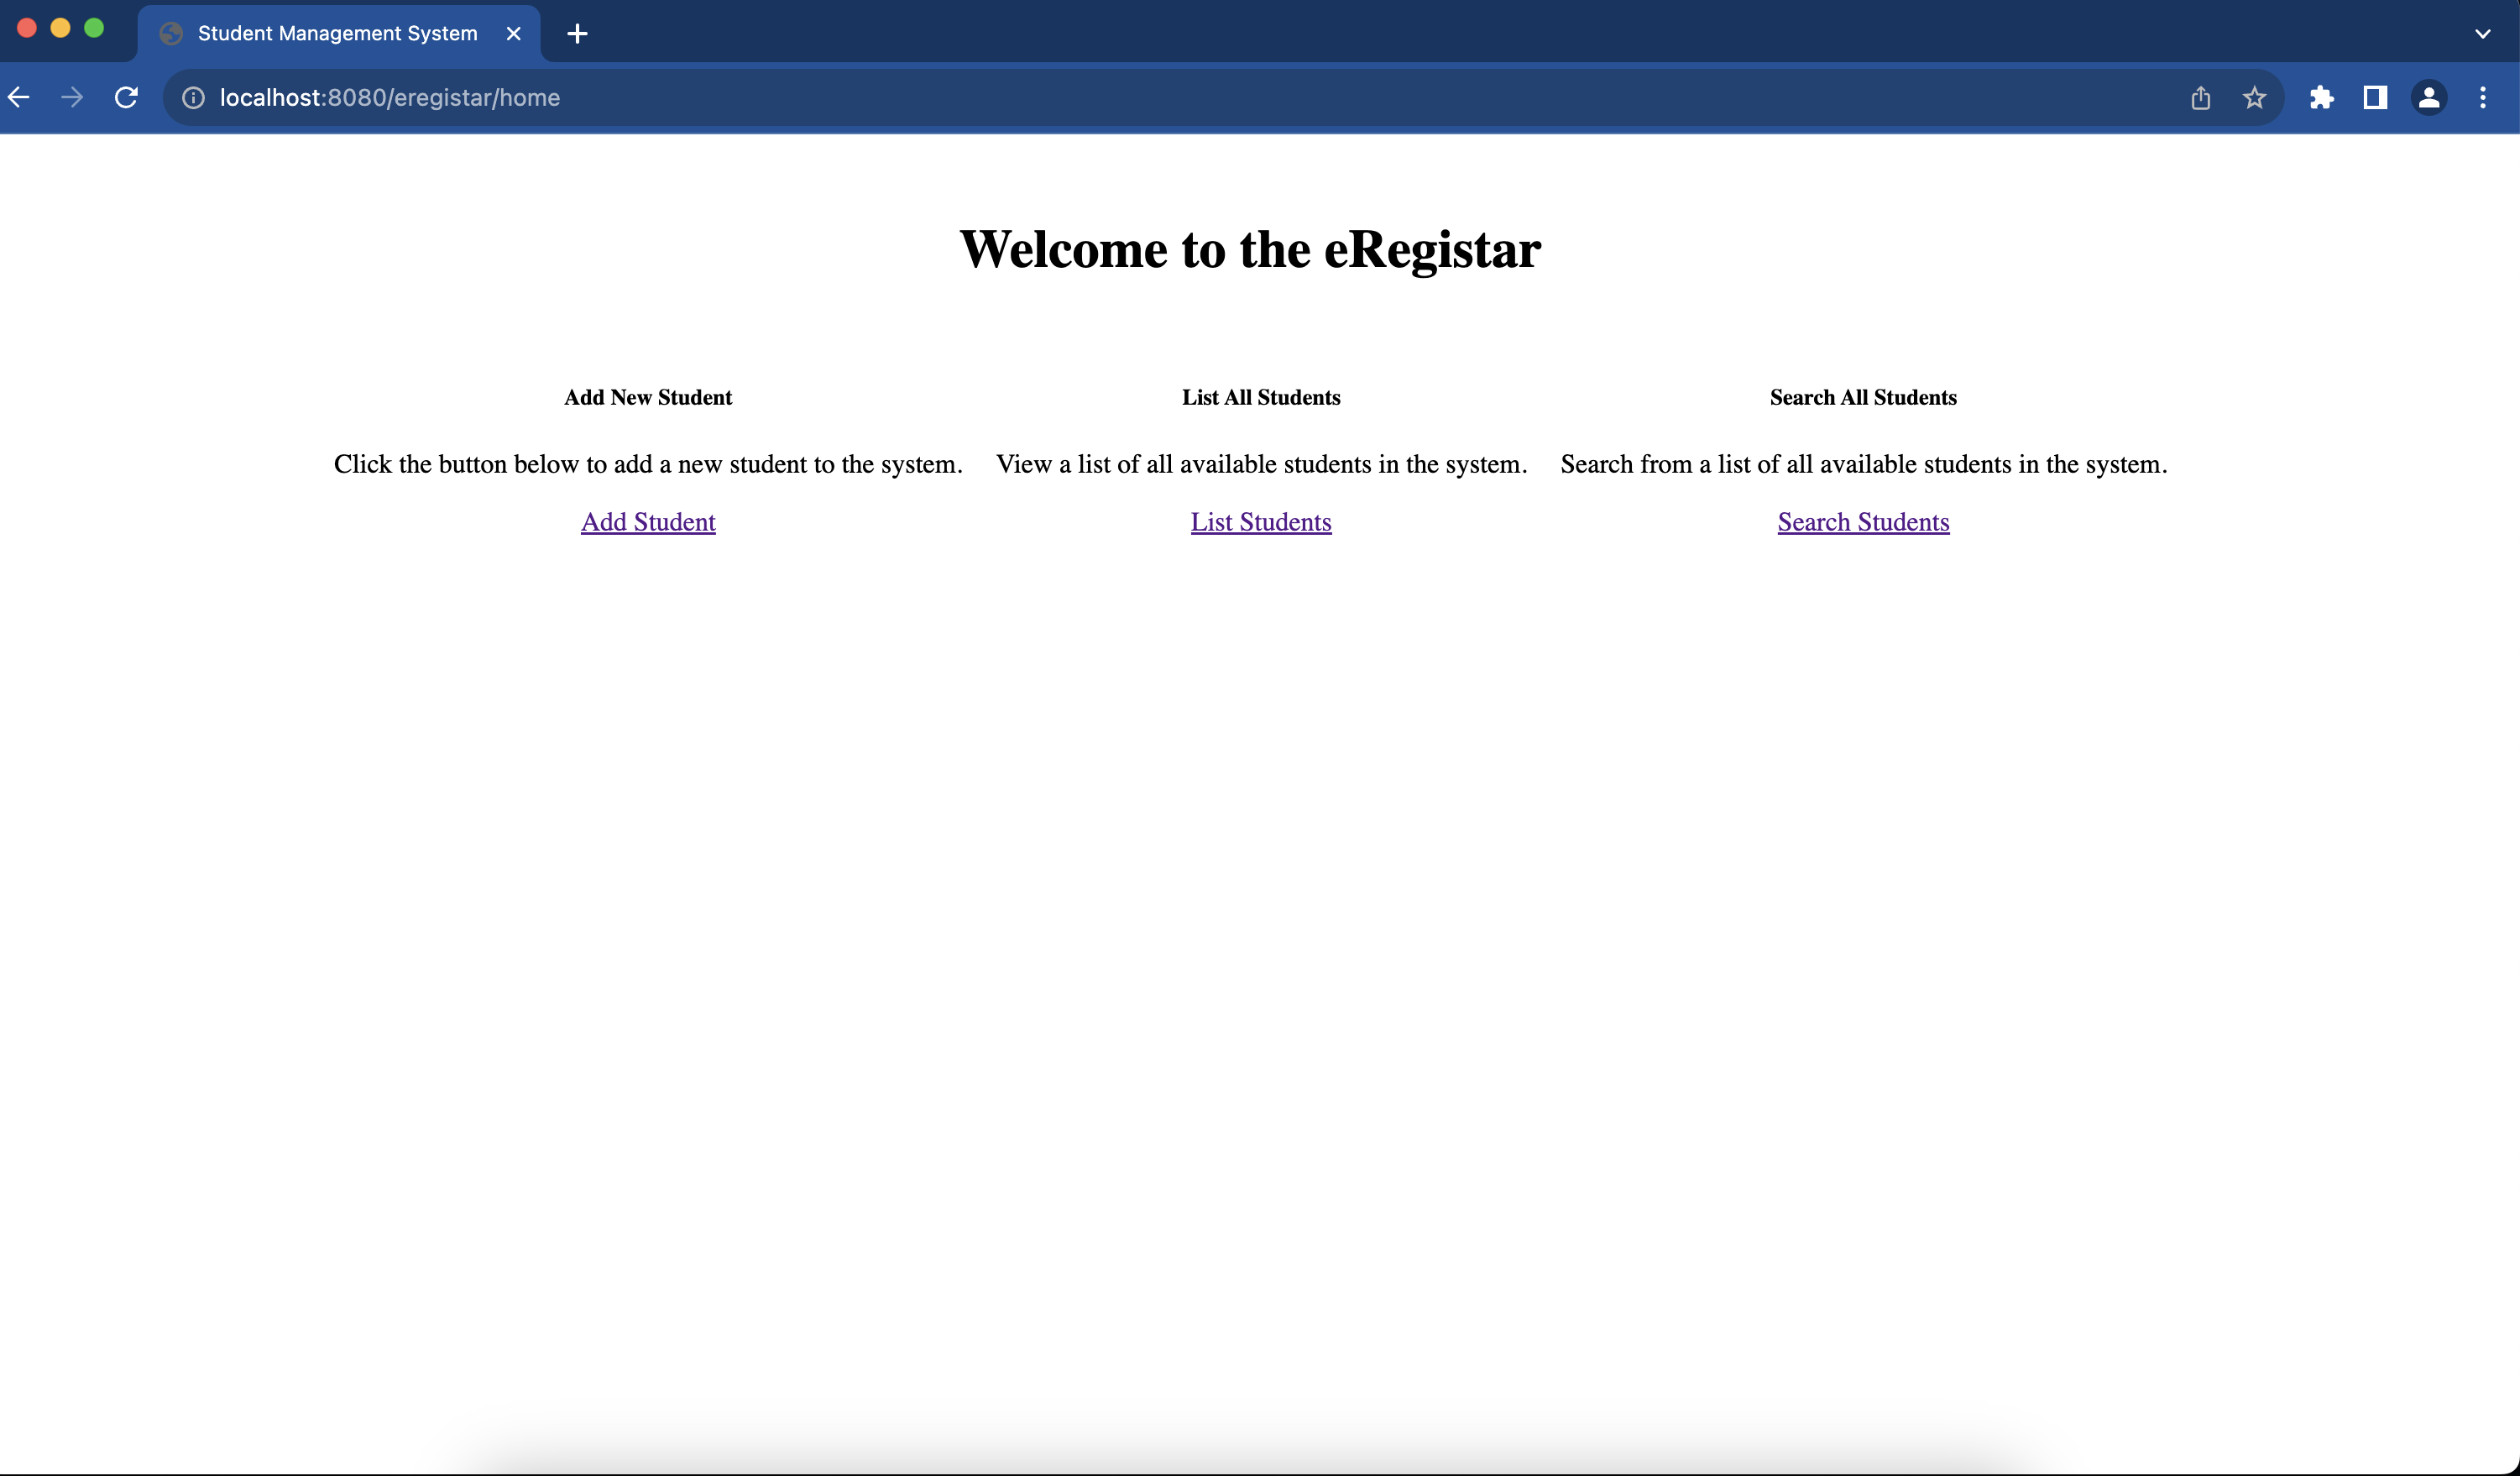 Student Management System
localhost:8080/eregistar/home
Welcome to the eRegistar
Add New Student
List All Students
Search All Students
Click the button below to add a new student to the system.
View a list of all available students in the system.
Search from a list of all available students in the system.
Add Student
List Students
Search Students